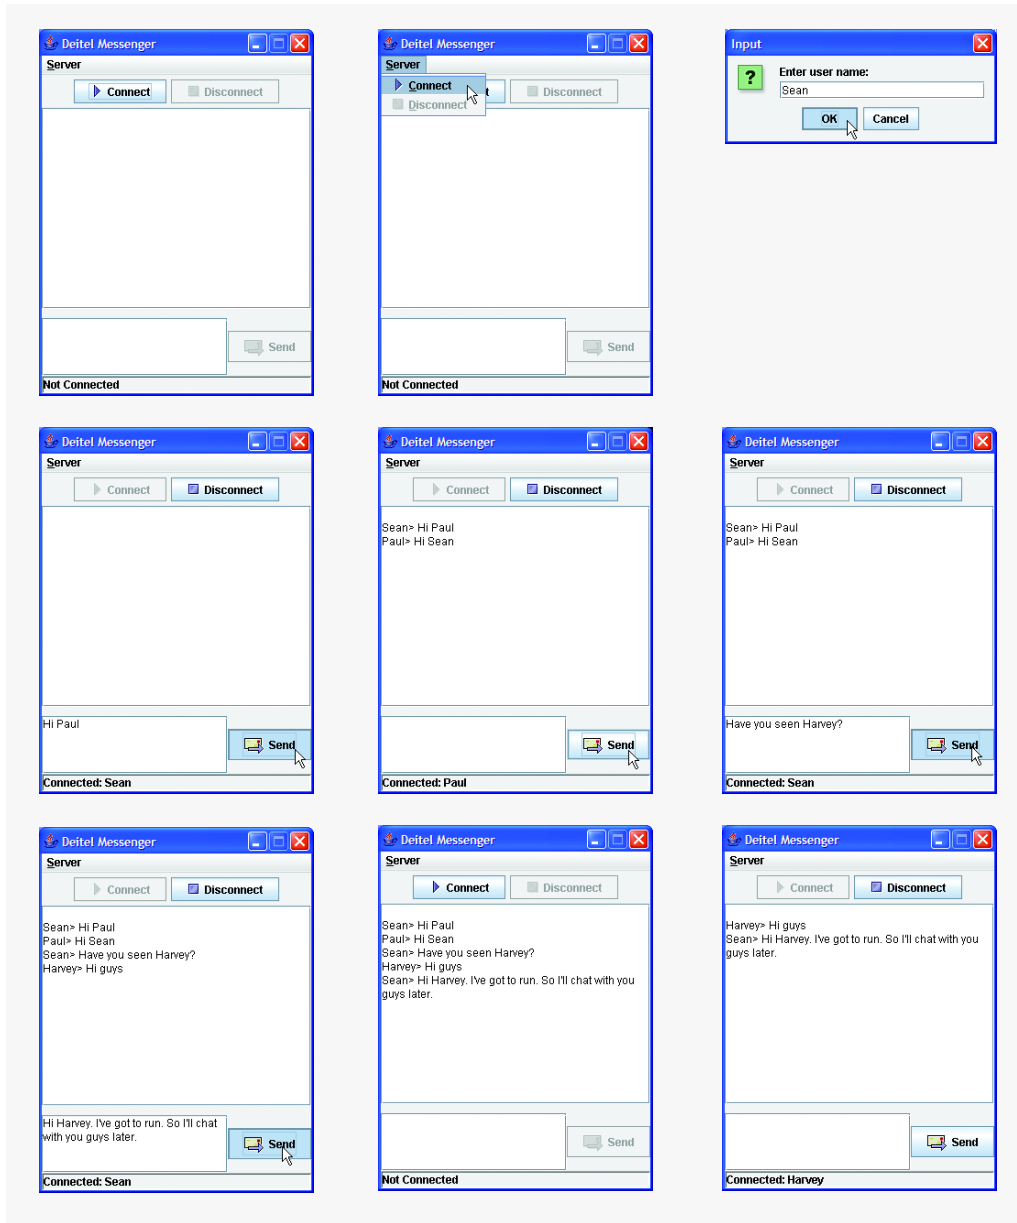 Deitel Messenger
Server
Connect
Disconnect
Send
Not Connected
Deitel Messenger
Server
Connect
Disconnect
t
Disconnect
Send
Not Connected
Input
?
Enter user name:
Sean
OK
Cancel
Deitel Messenger
Server
Connect
Disconnect
Hi Paul
Send
Connected: Sean
Deitel Messenger
Server
Connect
Disconnect
Sean> Hi Paul
Paul> Hi Sean
Send
Connected: Paul
Deitel Messenger
Server
Connect
Disconnect
Sean> Hi Paul
Paul> Hi Sean
Have you seen Harvey?
Send
Connected: Sean
Deitel Messenger
Server
Connect
Disconnect
Sean> Hi Paul
Paul> Hi Sean
Sean> Have you seen Harvey?
Harvey> Hi guys
Hi Harvey. I've got to run. So I'll chat
with you guys later.
Send
Connected: Sean
Deitel Messenger
Server
Connect
Disconnect
Sean> Hi Paul
Paul> Hi Sean
Sean> Have you seen Harvey?
Harvey> Hi guys
Sean> Hi Harvey. I've got to run. So I'll chat with you
guys later.
Send
Not Connected
Deitel Messenger
Server
Connect
Disconnect
Harvey> Hi guys
Sean> Hi Harvey. I've got to run. So I'll chat with you
guys later.
Send
Connected: Harvey